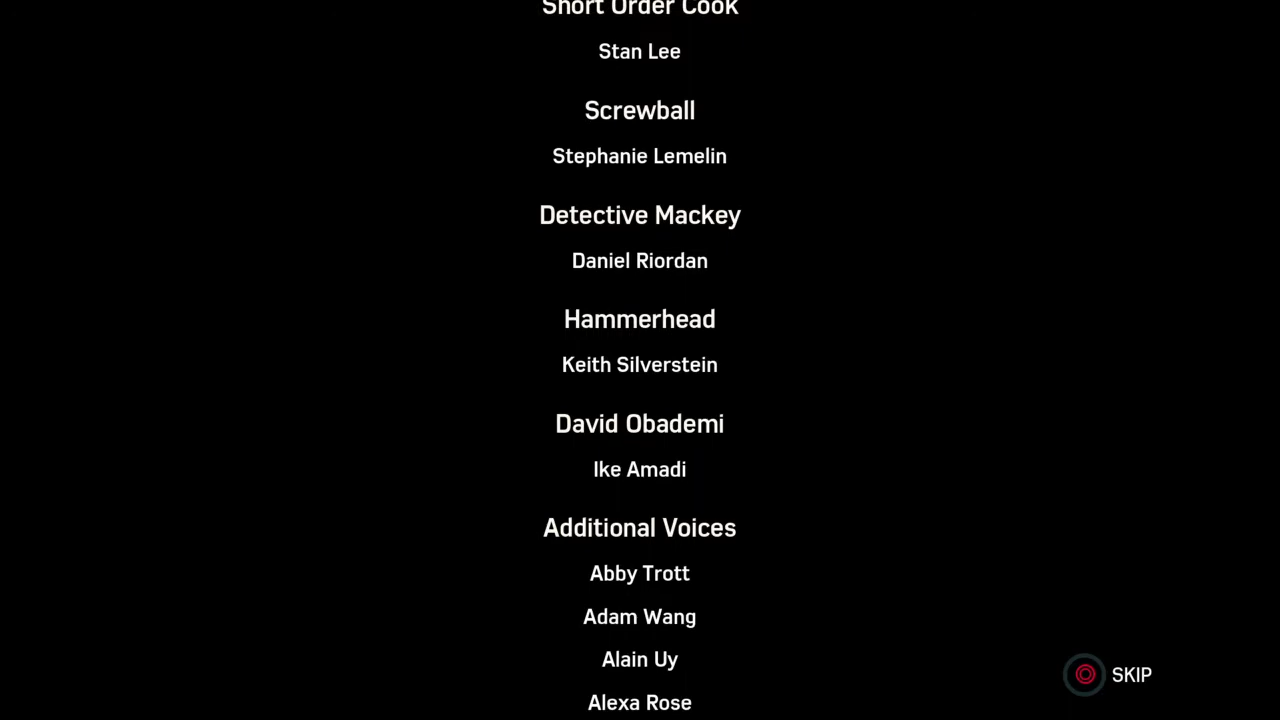 Short Order Cook
Stan Lee
Screwball
Stephanie Lemelin
Detective Mackey
Daniel Riordan
Hammerhead
Keith Silverstein
David Obademi
Ike Amadi
Additional Voices
Abby Trott
Adam Wang
Alain Uy
SKIP
Alexa Rose